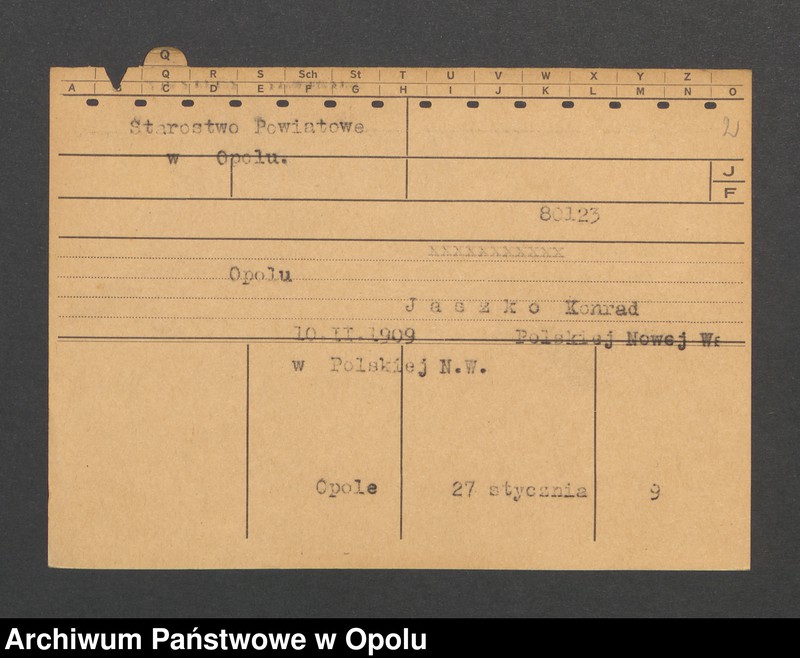 Q
Q R S Sch St T U V W X Y Z
A B C D E F G H I J K L M N O
Starostwo Powiatowe
w Opolu.
J
F
80123
xxxxxxxxxxx
Opolu
J a s z k o Konrad
10.II.1909 Polskiej Nowej W
w Polskiej N.W.
Opole 27 stycznia 9
Archiwum Państwowe w Opolu